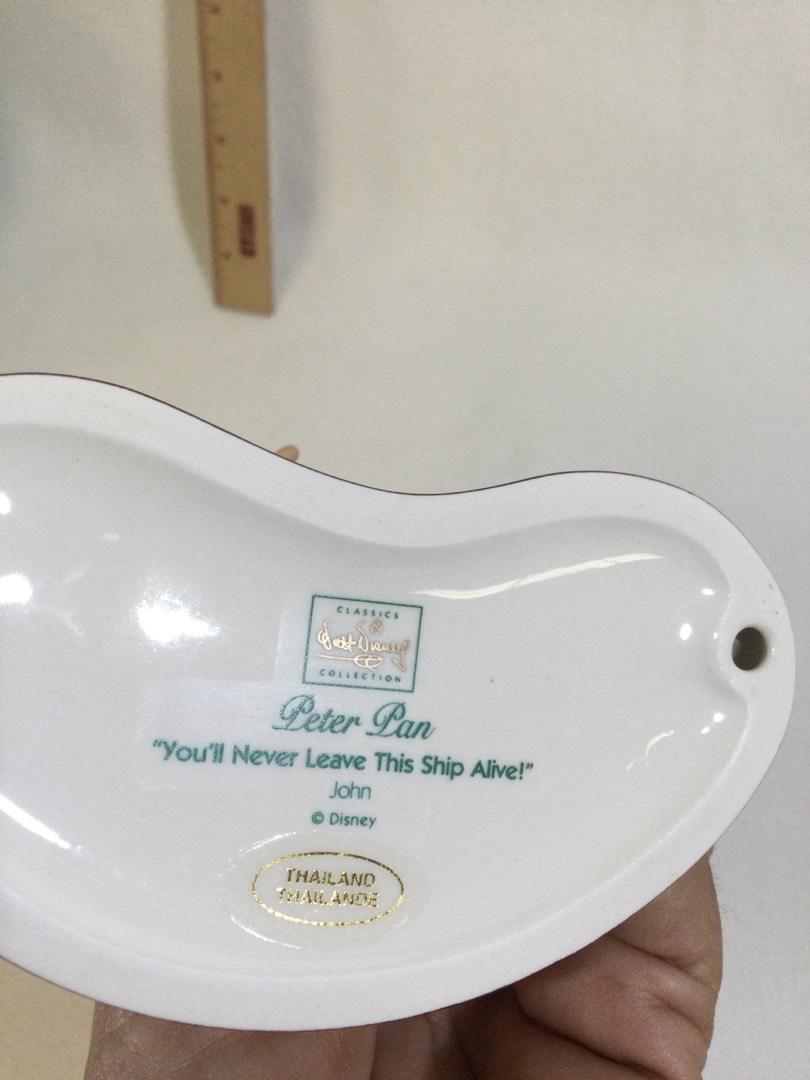 CLASSICS
Walt Disney
COLLECTION
Peter Pan
"You'll Never Leave This Ship Alive!"
John
© Disney
THAILAND
THAILANDE